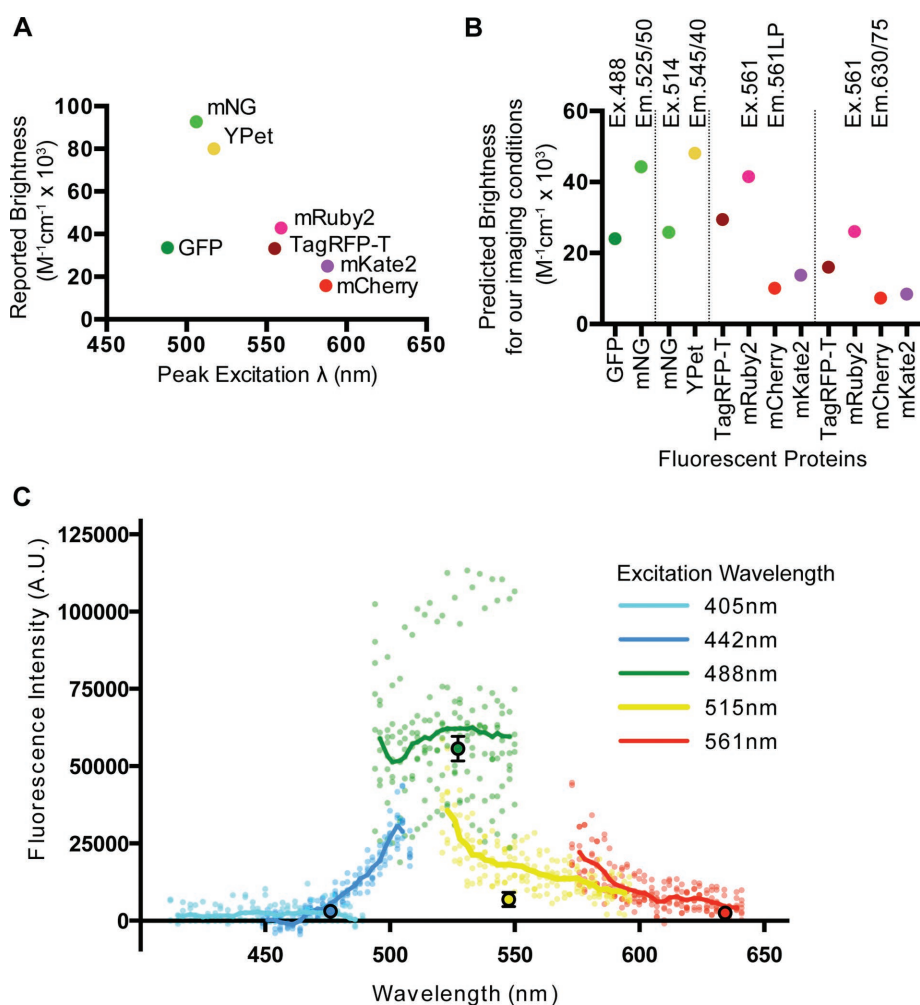 A
Reported Brightness
(M-1cm-1 x 10³)
100
80
60
40
20
0
mNG
YPet
GFP
mRuby2
TagRFP-T
mKate2
mCherry
450
500
550
600
650
Peak Excitation λ (nm)
B
Predicted Brightness
for our imaging conditions
(M-1cm-1 x 10³)
Ex.488
Em.525/50
Ex.514
Em.545/40
Ex.561
Em.561LP
Ex.561
Em.630/75
60
40
20
0
GFP
mNG
mNG
YPet
TagRFP-T
mRuby2
mCherry
mKate2
TagRFP-T
mRuby2
mCherry
mKate2
Fluorescent Proteins
C
Fluorescence Intensity (A.U.)
125000
100000
75000
50000
25000
0
Excitation Wavelength
405nm
442nm
488nm
515nm
561nm
450
500
550
600
650
Wavelength (nm)